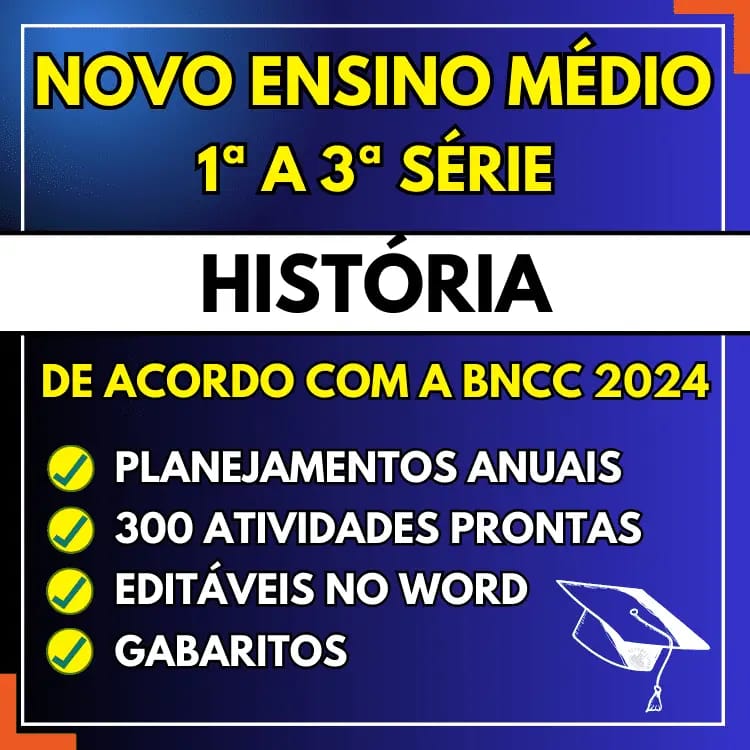 NOVO ENSINO MÉDIO
1ª A 3ª SÉRIE
HISTÓRIA
DE ACORDO COM A BNCC 2024
PLANEJAMENTOS ANUAIS
300 ATIVIDADES PRONTAS
EDITÁVEIS NO WORD
GABARITOS